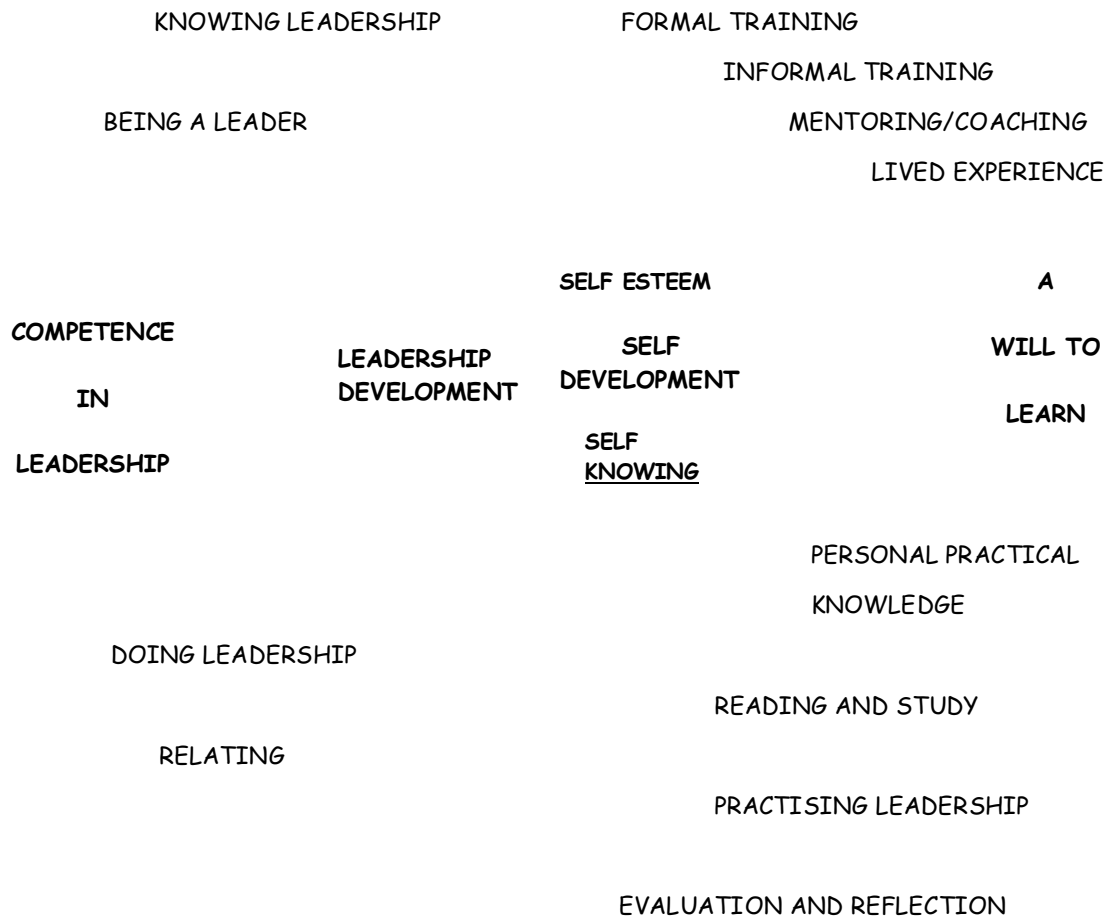 KNOWING LEADERSHIP
FORMAL TRAINING
INFORMAL TRAINING
BEING A LEADER
MENTORING/COACHING
LIVED EXPERIENCE
COMPETENCE
IN
LEADERSHIP
LEADERSHIP
DEVELOPMENT
SELF ESTEEM
SELF
DEVELOPMENT
SELF
KNOWING
A
WILL TO
LEARN
PERSONAL PRACTICAL
KNOWLEDGE
DOING LEADERSHIP
READING AND STUDY
RELATING
PRACTISING LEADERSHIP
EVALUATION AND REFLECTION